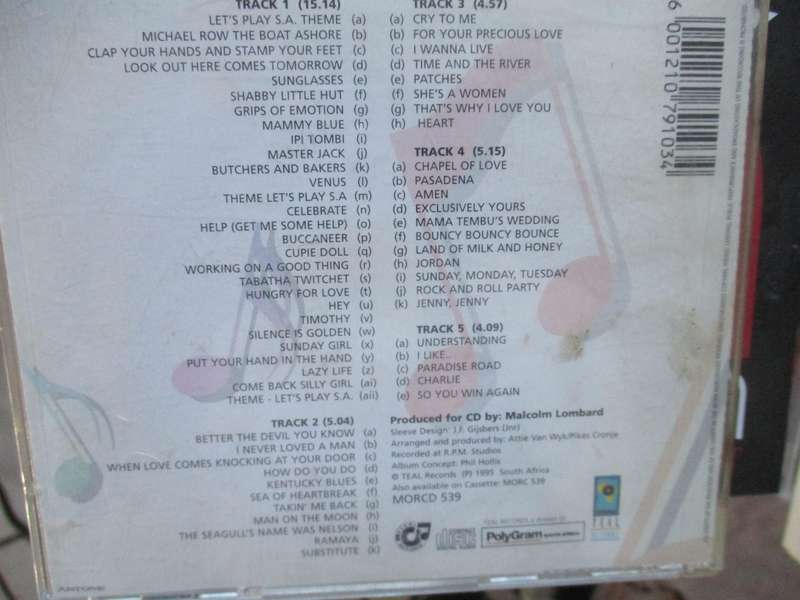 TRACK 1 (15.14)
LET'S PLAY S.A. THEME (a)
MICHAEL ROW THE BOAT ASHORE (b)
CLAP YOUR HANDS AND STAMP YOUR FEET (c)
LOOK OUT HERE COMES TOMORROW (d)
SUNGLASSES (e)
SHABBY LITTLE HUT (f)
GRIPS OF EMOTION (g)
MAMMY BLUE (h)
IPI TOMBI (i)
MASTER JACK (j)
BUTCHERS AND BAKERS (k)
VENUS (l)
THEME LET'S PLAY S.A (m)
CELEBRATE (n)
HELP (GET ME SOME HELP) (o)
BUCCANEER (p)
CUPIE DOLL (q)
WORKING ON A GOOD THING (r)
TABATHA TWITCHET (s)
HUNGRY FOR LOVE (t)
HEY (u)
TIMOTHY (v)
SILENCE IS GOLDEN (w)
SUNDAY GIRL (x)
PUT YOUR HAND IN THE HAND (y)
LAZY LIFE (z)
COME BACK SILLY GIRL (ai)
THEME - LET'S PLAY S.A. (aii)
TRACK 2 (5.04)
BETTER THE DEVIL YOU KNOW (a)
I NEVER LOVED A MAN (b)
WHEN LOVE COMES KNOCKING AT YOUR DOOR (c)
HOW DO YOU DO (d)
KENTUCKY BLUES (e)
SEA OF HEARTBREAK (f)
TAKIN' ME BACK (g)
MAN ON THE MOON (h)
THE SEAGULL'S NAME WAS NELSON (i)
RAMAYA (j)
SUBSTITUTE (k)
TRACK 3 (4.57)
(a) CRY TO ME
(b) FOR YOUR PRECIOUS LOVE
(c) I WANNA LIVE
(d) TIME AND THE RIVER
(e) PATCHES
(f) SHE'S A WOMEN
(g) THAT'S WHY I LOVE YOU
(h) HEART
TRACK 4 (5.15)
(a) CHAPEL OF LOVE
(b) PASADENA
(c) AMEN
(d) EXCLUSIVELY YOURS
(e) MAMA TEMBU'S WEDDING
(f) BOUNCY BOUNCY BOUNCE
(g) LAND OF MILK AND HONEY
(h) JORDAN
(i) SUNDAY, MONDAY, TUESDAY
(j) ROCK AND ROLL PARTY
(k) JENNY, JENNY
TRACK 5 (4.09)
(a) UNDERSTANDING
(b) I LIKE..
(c) PARADISE ROAD
(d) CHARLIE
(e) SO YOU WIN AGAIN
Produced for CD by: Malcolm Lombard
Sleeve Design: J.F. Gijsbers (Jnr)
Arranged and produced by: Attie Van Wyk/Pikes Cronje
Recorded at R.P.M. Studios
Album Concept: Phil Hollis
© TEAL Records (P) 1995 South Africa
Also available on Cassette: MORC 539
MORCD 539
COMPACT
disc
DIGITAL AUDIO
PolyGram SOUTH AFRICA
TEAL
6 001210 791034